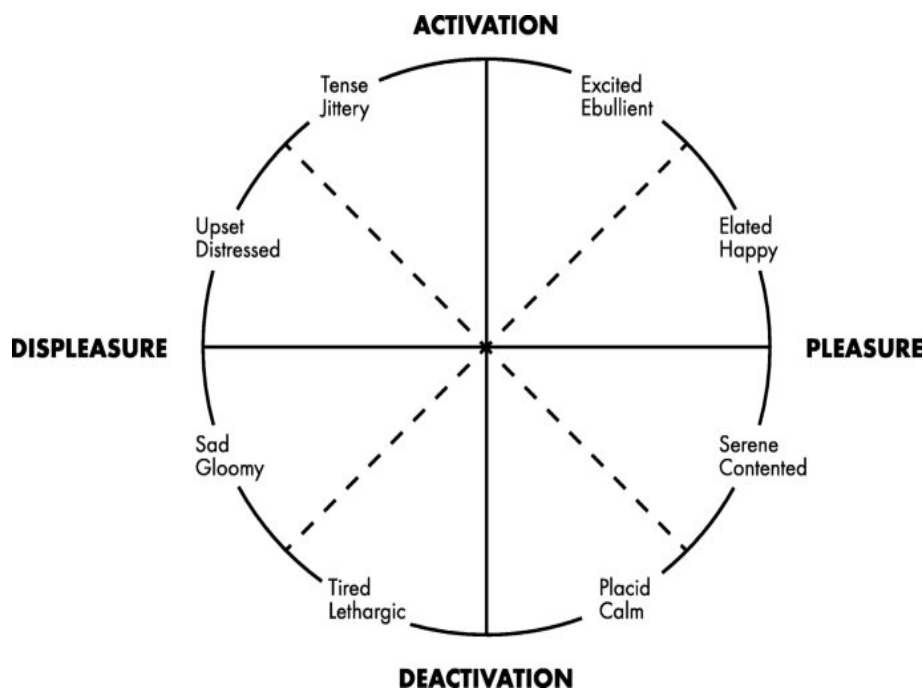 ACTIVATION
Tense
Jittery
Excited
Ebullient
Upset
Distressed
Elated
Happy
DISPLEASURE
PLEASURE
Sad
Gloomy
Serene
Contented
Tired
Lethargic
Placid
Calm
DEACTIVATION